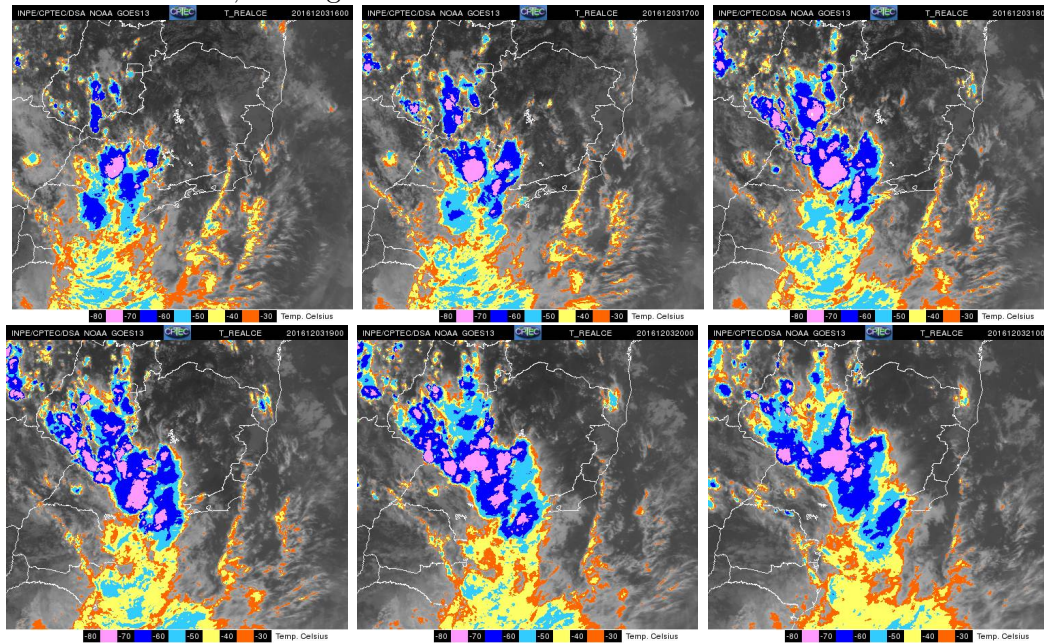 INPE/CPTEC/DSA NOAA GOES13 CPTEC T_REALCE 201612031600
INPE/CPTEC/DSA NOAA GOES13 CPTEC T_REALCE 201612031700
INPE/CPTEC/DSA NOAA GOES13 CPTEC T_REALCE 2016120318
-80 -70 -60 -50 -40 -30 Temp. Celsius
-80 -70 -60 -50 -40 -30 Temp. Celsius
-80 -70 -60 -50 -40 -30 Temp. Celsius
INPE/CPTEC/DSA NOAA GOES13 CPTEC T_REALCE 201612031900
INPE/CPTEC/DSA NOAA GOES13 CPTEC T_REALCE 201612032000
INPE/CPTEC/DSA NOAA GOES13 CPTEC T_REALCE 201612032100
-80 -70 -60 -50 -40 -30 Temp. Celsius
-80 -70 -60 -50 -40 -30 Temp. Celsius
-80 -70 -60 -50 -40 -30 Temp. Celsius